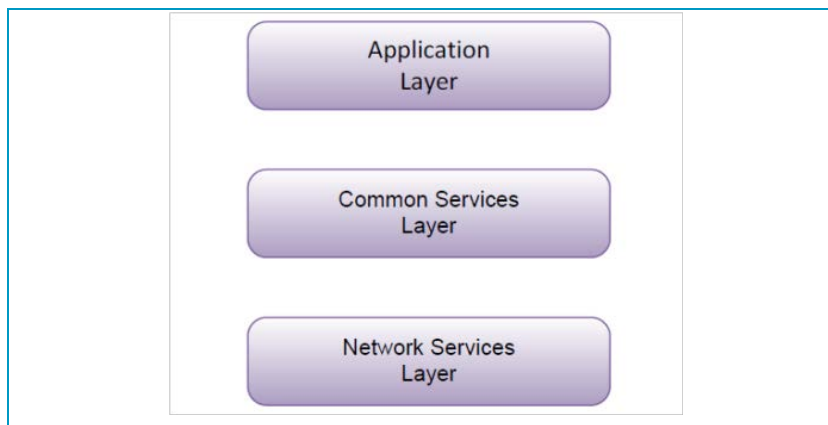 Application
Layer
Common Services
Layer
Network Services
Layer